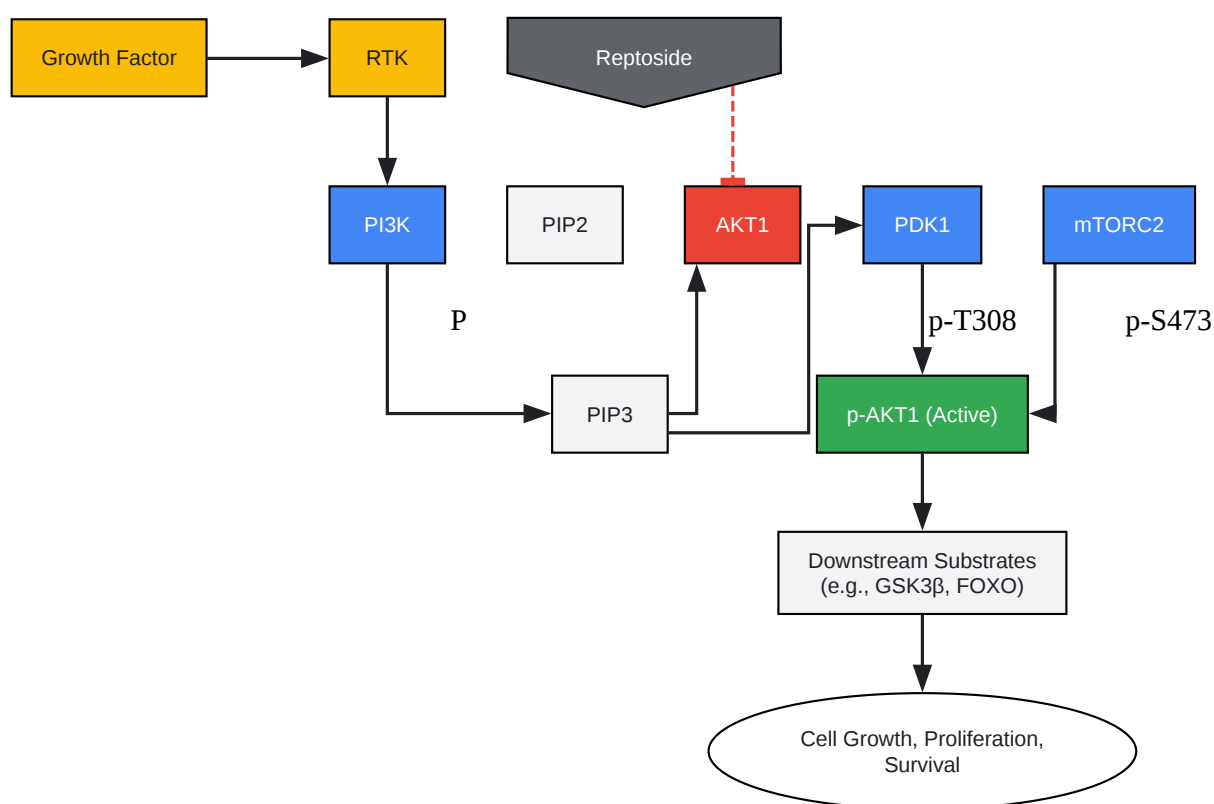 Growth Factor
RTK
Reptoside
PI3K
PIP2
AKT1
PDK1
mTORC2
P
p-T308
p-S473
PIP3
p-AKT1 (Active)
Downstream Substrates
(e.g., GSK3β, FOXO)
Cell Growth, Proliferation,
Survival